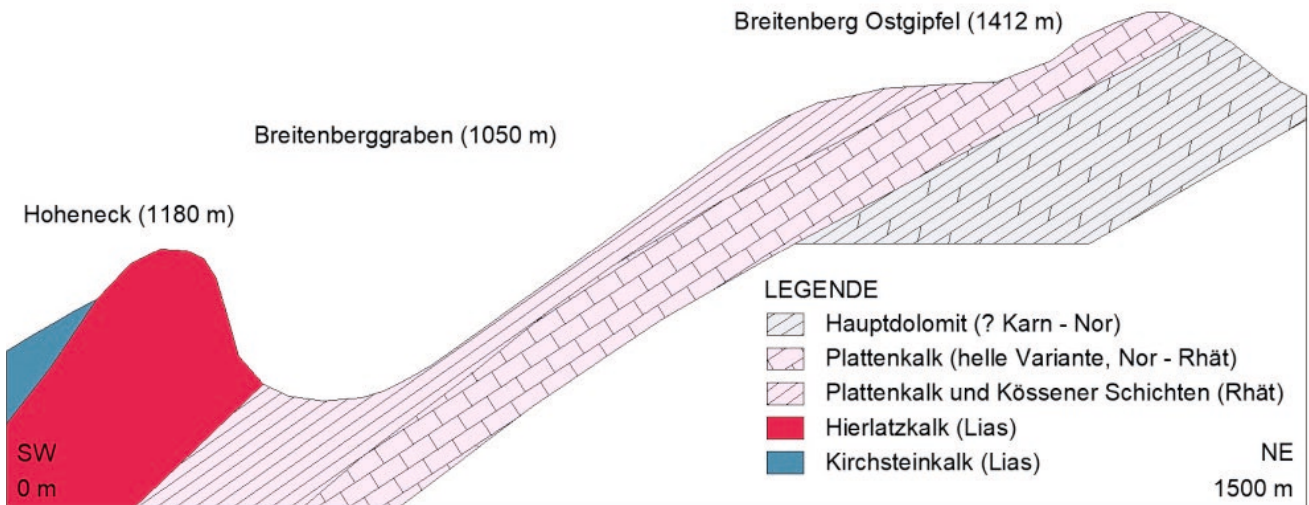 Breitenberg Ostgipfel (1412 m)
Breitenberggraben (1050 m)
Hoheneck (1180 m)
LEGENDE
Hauptdolomit (? Karn - Nor)
Plattenkalk (helle Variante, Nor - Rhät)
Plattenkalk und Kössener Schichten (Rhät)
Hierlatzkalk (Lias)
Kirchsteinkalk (Lias)
SW
0 m
NE
1500 m